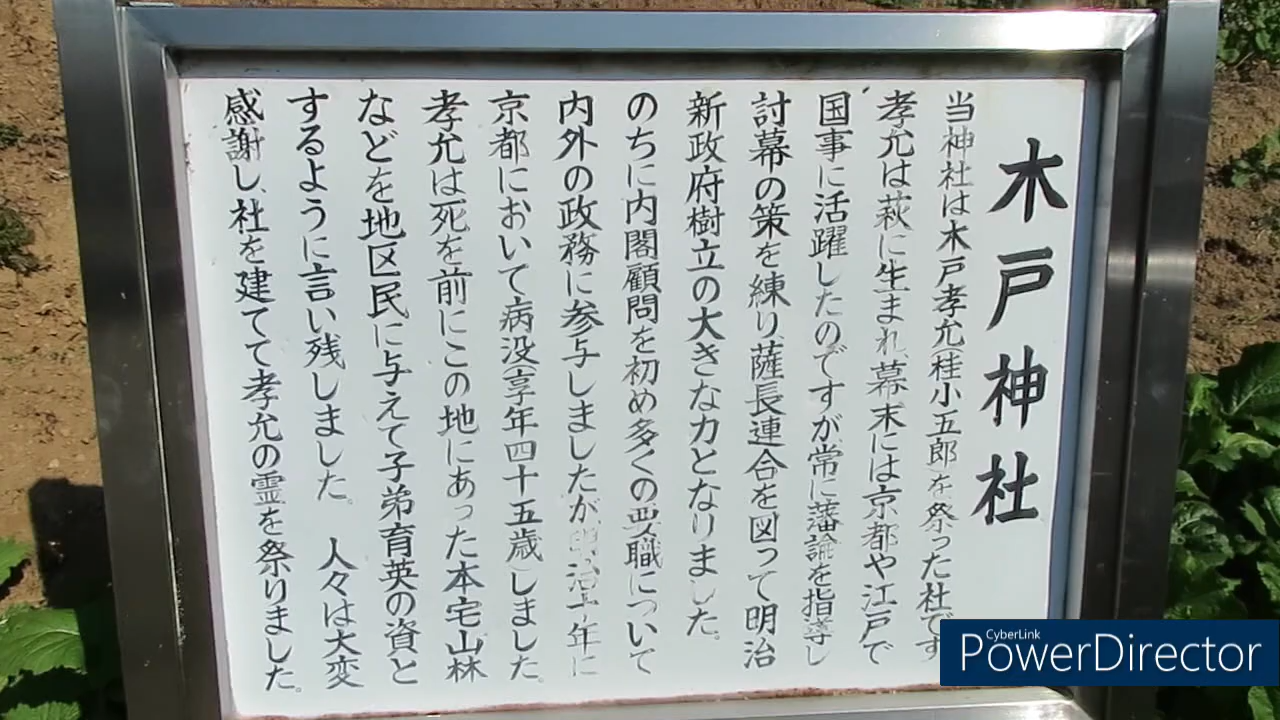 木戸神社
当神社は木戸孝允(桂小五郎を祭った社です
孝允は萩に生まれ、幕末には京都や江戸で
国事に活躍したのですが、常に藩論を指導し
討幕の策を練り、薩長連合を図って明治
新政府樹立の大きな力となりました。
のちに内閣顧問を初め多くの要職について
内外の政務に参与しましたが明治十年に
京都において病没(享年四十五歳)しました。
孝允は死を前にこの地にあった本宅、山林
などを地区民に与えて子弟育英の資と
するように言い残しました。 人々は大変
感謝し、社を建てて孝允の霊を祭りました。
CyberLink
PowerDirector